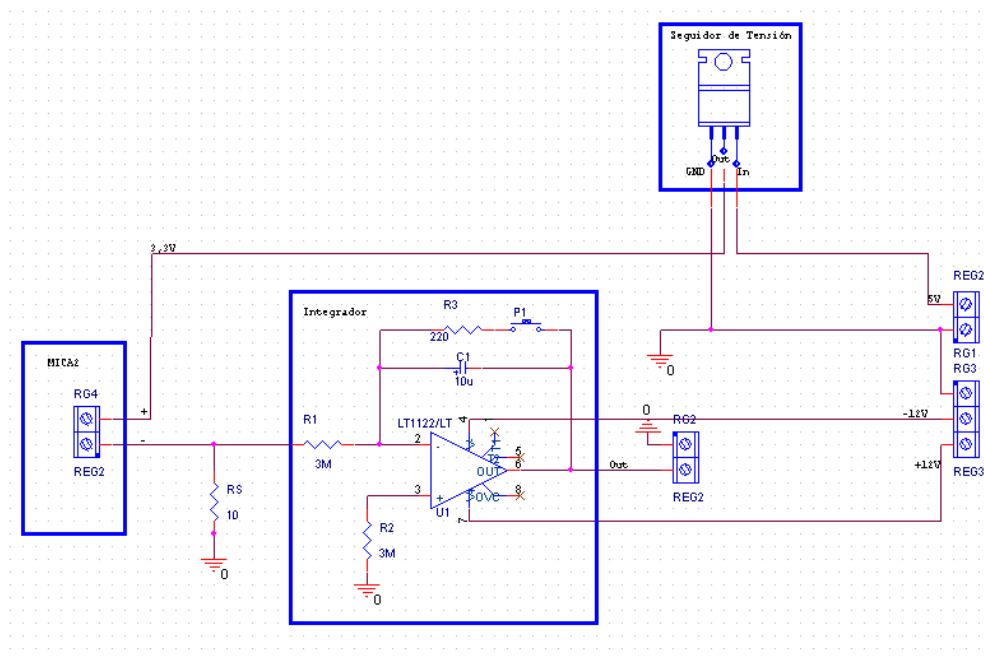 Seguidor de Tensión
Out
GND
In
3,3V
REG2
5V
RG1
Integrador
R3
P1
220
C1
+
10u
0
MICA2
RG4
+
-
REG2
RG3
-12V
+12V
REG3
R1
3M
LT1122/LT
2
-
4
1
5
OUT
6
Out
0
RG2
REG2
3
+
8
OVC
U1
7
RS
10
0
R2
3M
0